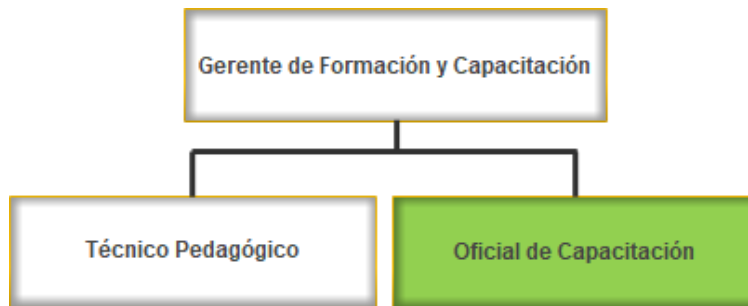 Gerente de Formación y Capacitación
Técnico Pedagógico
Oficial de Capacitación